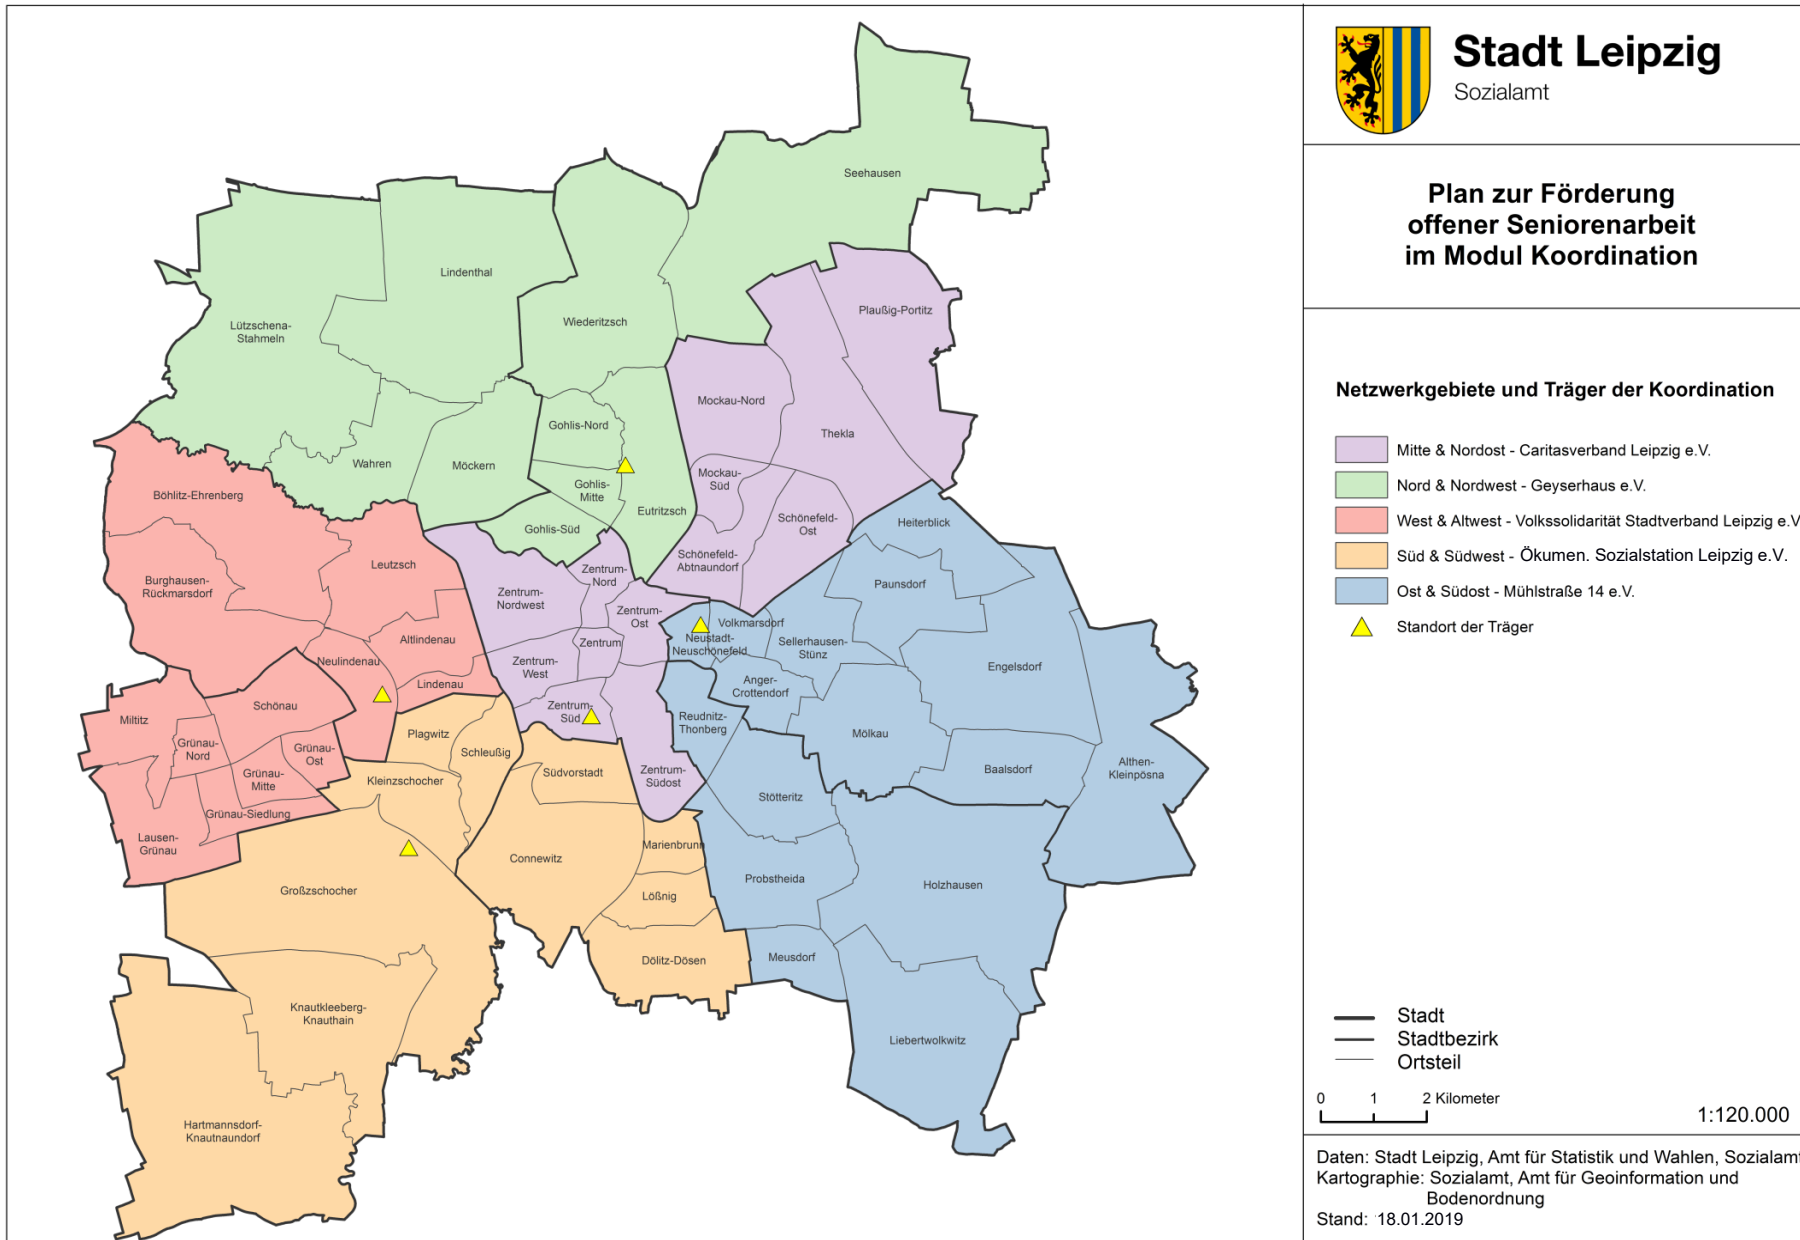 Stadt Leipzig
Sozialamt
Plan zur Förderung
offener Seniorenarbeit
im Modul Koordination
Netzwerkgebiete und Träger der Koordination
Mitte & Nordost - Caritasverband Leipzig e.V.
Nord & Nordwest - Geyserhaus e.V.
West & Altwest - Volkssolidarität Stadtverband Leipzig e.V
Süd & Südwest - Ökumen. Sozialstation Leipzig e.V.
Ost & Südost - Mühlstraße 14 e.V.
Standort der Träger
Stadt
Stadtbezirk
Ortsteil
0 1 2 Kilometer
1:120.000
Daten: Stadt Leipzig, Amt für Statistik und Wahlen, Sozialamt
Kartographie: Sozialamt, Amt für Geoinformation und
Bodenordnung
Stand: 18.01.2019
Seehausen
Lindenthal
Lützschena-
Stahmeln
Wiederitzsch
Plaußig-Portitz
Mockau-Nord
Thekla
Gohlis-Nord
Wahren
Möckern
Mockau-
Süd
Gohlis-
Mitte
Böhlitz-Ehrenberg
Eutritzsch
Schönefeld-
Ost
Heiterblick
Gohlis-Süd
Schönefeld-
Abtnaundorf
Leutzsch
Zentrum-
Nord
Burghausen-
Rückmarsdorf
Paunsdorf
Zentrum-
Nordwest
Zentrum-
Ost
Volkmarsdorf
Altlindenau
Zentrum
Neustadt-
Neuschönefeld
Sellerhausen-
Stünz
Neulindenau
Zentrum-
West
Engelsdorf
Lindenau
Anger-
Crottendorf
Schönau
Zentrum-
Süd
Miltitz
Reudnitz-
Thonberg
Plagwitz
Mölkau
Grünau-
Nord
Grünau-
Ost
Schleußig
Baalsdorf
Althen-
Kleinpösna
Südvorstadt
Zentrum-
Südost
Grünau-
Mitte
Kleinzschocher
Stötteritz
Grünau-Siedlung
Lausen-
Grünau
Marienbrunn
Connewitz
Probstheida
Holzhausen
Großzschocher
Lößnig
Meusdorf
Dölitz-Dösen
Knautkleeberg-
Knauthain
Liebertwolkwitz
Hartmannsdorf-
Knautnaundorf